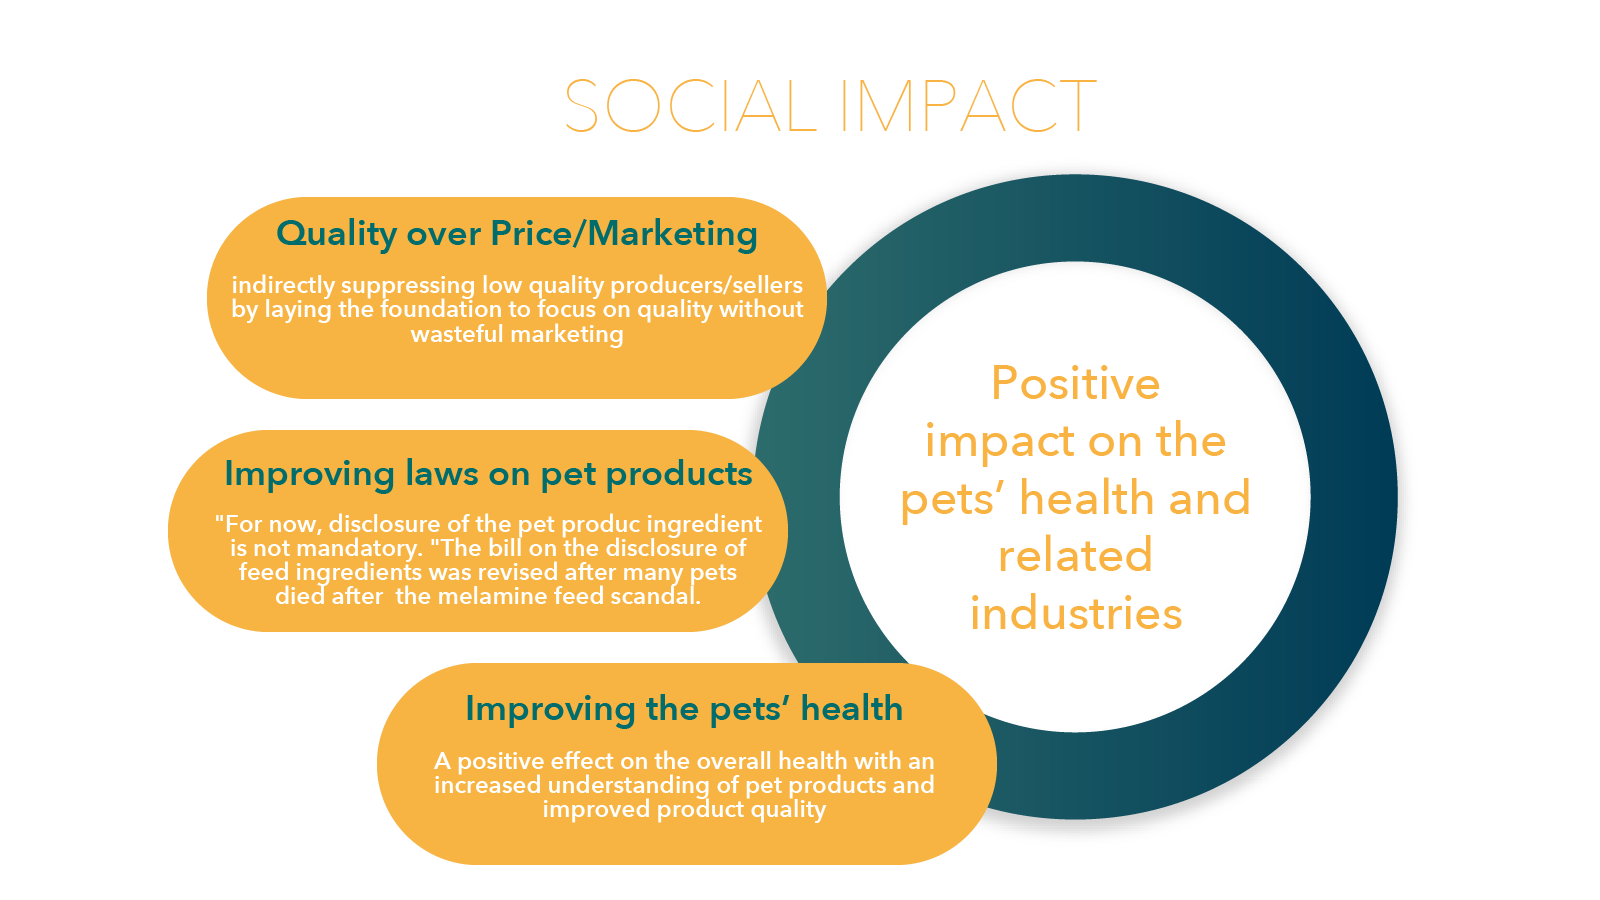 SOCIAL IMPACT
Quality over Price/Marketing
indirectly suppressing low quality producers/sellers
by laying the foundation to focus on quality without
wasteful marketing
Improving laws on pet products
"For now, disclosure of the pet produc ingredient
is not mandatory. "The bill on the disclosure of
feed ingredients was revised after many pets
died after  the melamine feed scandal.
Improving the pets’ health
A positive effect on the overall health with an
increased understanding of pet products and
improved product quality
Positive
impact on the
pets’ health and
related
industries